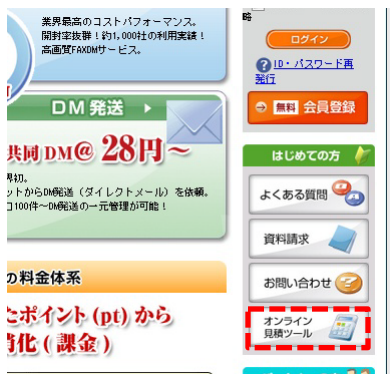 業界最高のコストパフォーマンス。
開封率抜群!約1,000社の利用実績!
高画質FAXDMサービス。
DM 発送
共同DM@ 28円～
界初。
ットからDM発送(ダイレクトメール)を依頼。
コ100件～DM発送の一元管理が可能!
の料金体系
たポイント (pt) から
消化 ( 課金 )
略
ログイン
ID・パスワード再
発行
無料 会員登録
はじめての方
よくある質問
資料請求
お問い合わせ
オンライン
見積ツール